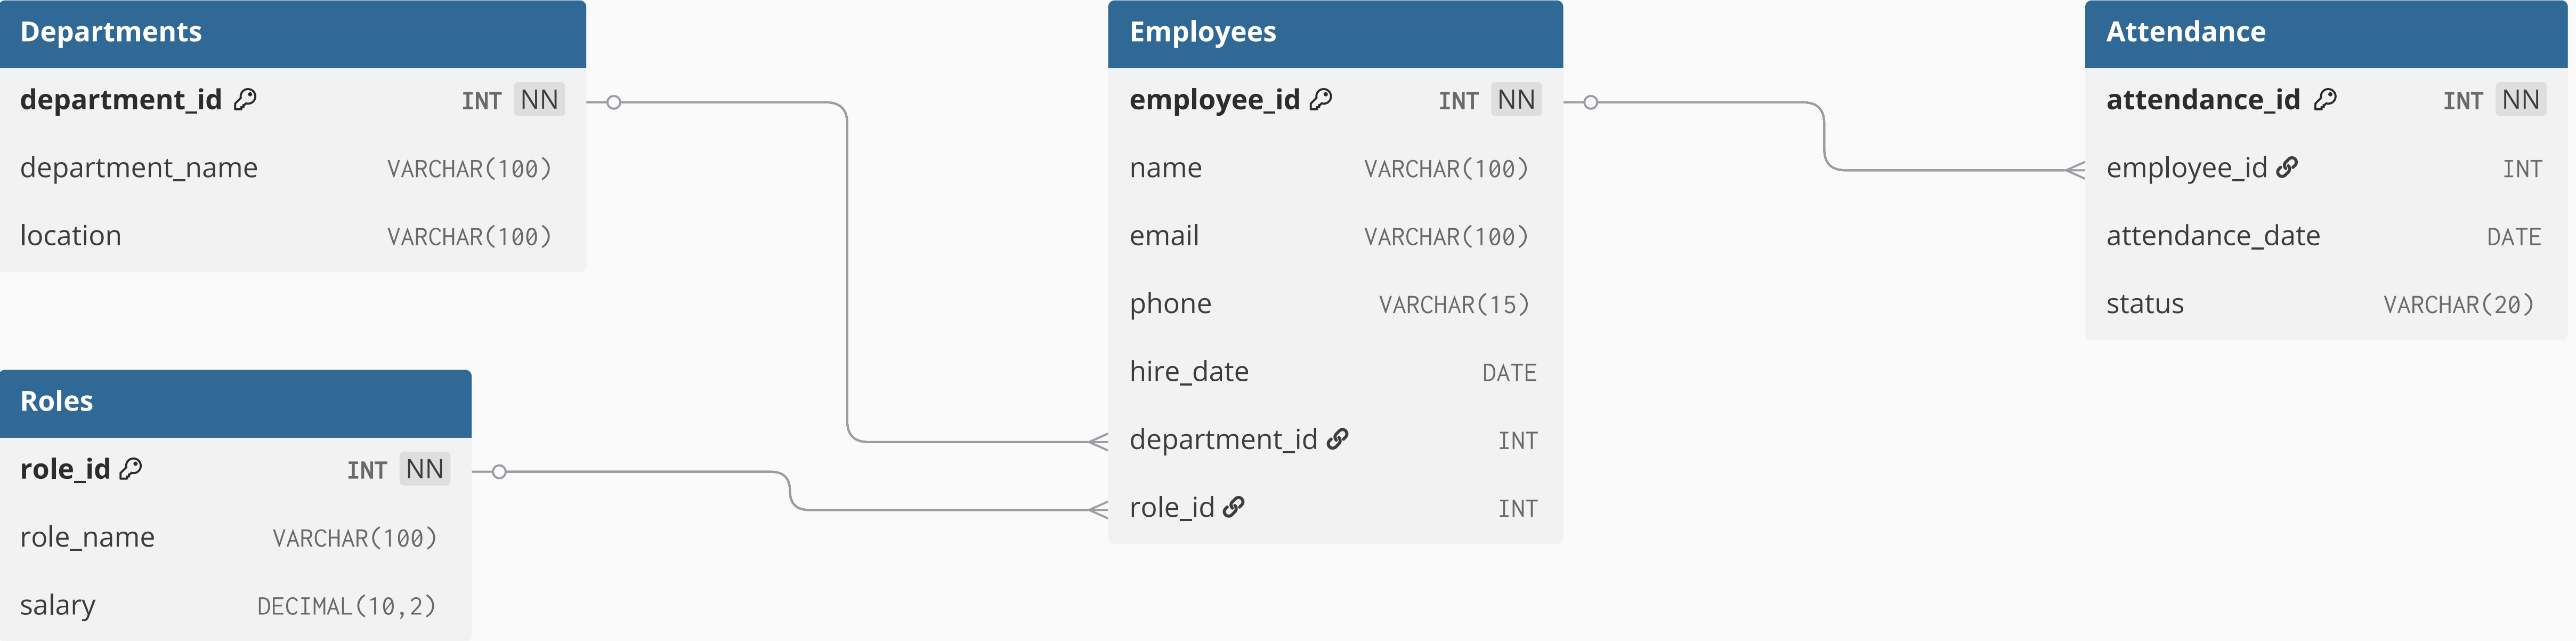 Departments
department_id INT NN
department_name VARCHAR(100)
location VARCHAR(100)
Roles
role_id INT NN
role_name VARCHAR(100)
salary DECIMAL(10,2)
Employees
employee_id INT NN
name VARCHAR(100)
email VARCHAR(100)
phone VARCHAR(15)
hire_date DATE
department_id INT
role_id INT
Attendance
attendance_id INT NN
employee_id INT
attendance_date DATE
status VARCHAR(20)